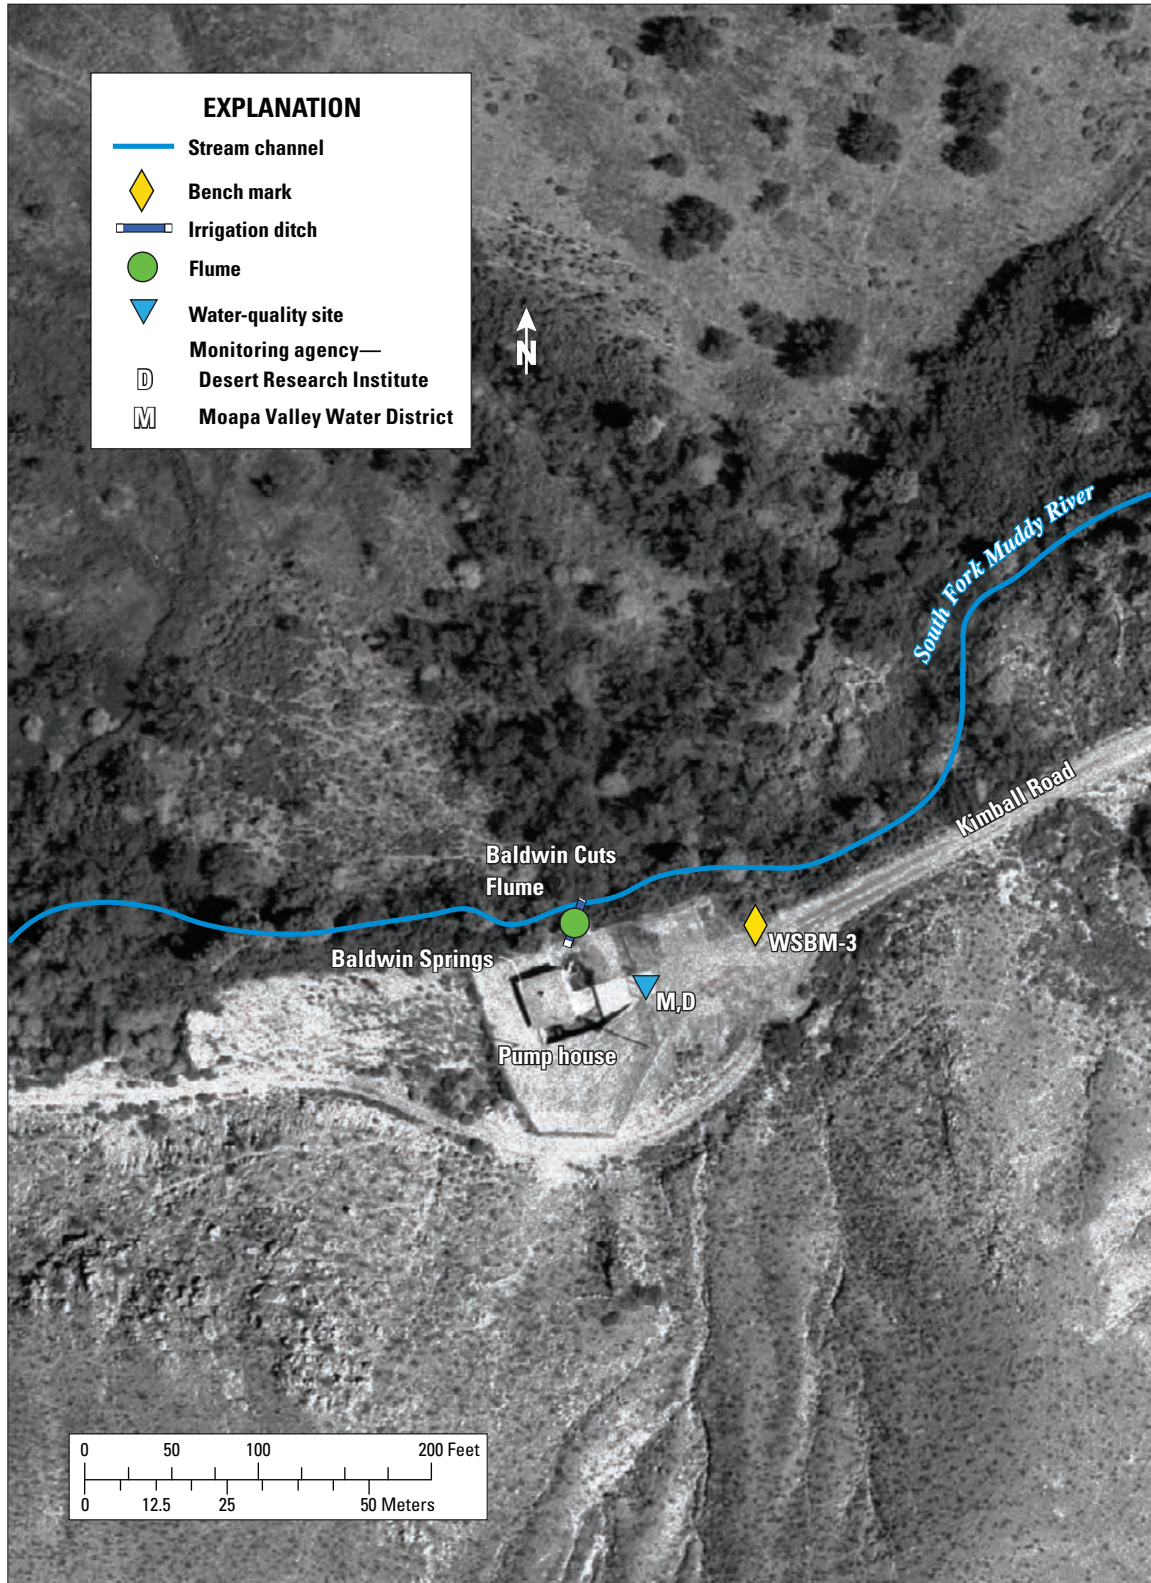 EXPLANATION
Stream channel
Bench mark
Irrigation ditch
Flume
Water-quality site
Monitoring agency—
D Desert Research Institute
M Moapa Valley Water District
N
South Fork Muddy River
Kimball Road
Baldwin Cuts
Flume
WSBM-3
Baldwin Springs
M,D
Pump house
0 50 100 200 Feet
0 12.5 25 50 Meters